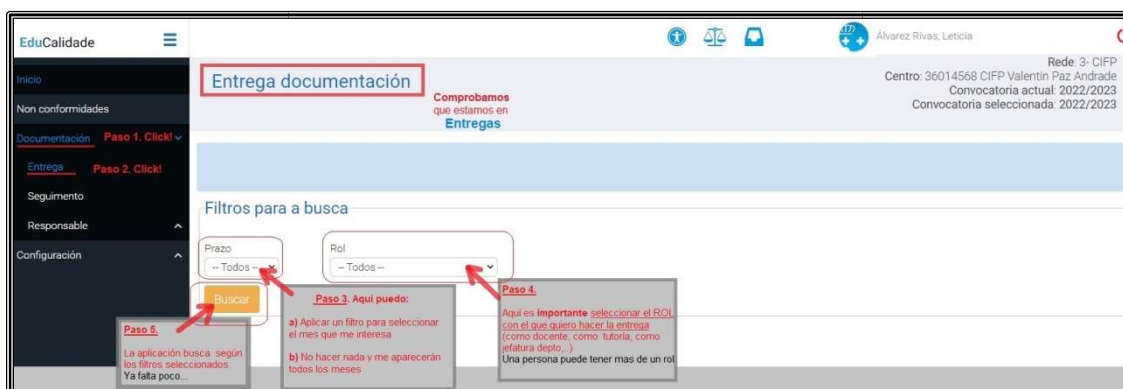 EduCalidade
Álvarez Rivas, Leticia
Rede: 3- CIFP
Centro: 36014568 CIFP Valentín Paz Andrade
Convocatoria actual: 2022/2023
Convocatoria seleccionada: 2022/2023
Inicio
Non conformidades
Documentación Paso 1. Click!
Entrega Paso 2. Click!
Seguimento
Responsable
Configuración
Entrega documentación
Comprobamos
que estamos en
Entregas
Filtros para a busca
Prazo
-- Todos --
Rol
-- Todos --
Buscar
Paso 3. Aqui puedo:
a) Aplicar un filtro para seleccionar
el mes que me interesa
b) No hacer nada y me aparecerán
todos los meses
Paso 4.
Aquí es importante seleccionar el ROL
con el que quiero hacer la entrega
(como docente, como tutoría, como
jefatura depto,..)
Una persona puede tener mas de un rol
Paso 5.
La aplicación busca según
los filtros seleccionados.
Ya falta poco...